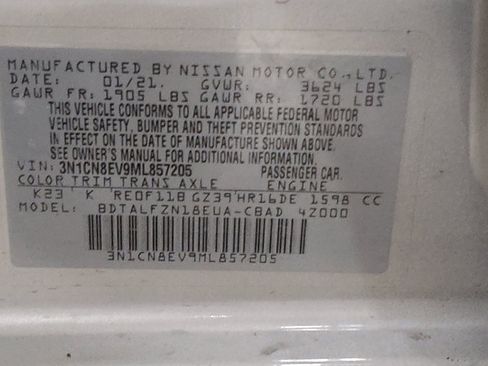 MANUFACTURED BY NISSAN MOTOR CO., LTD.
DATE: 01/21. GVWR: 3624 LBS
GAWR FR: 1905 LBS GAWR RR: 1720 LBS
THIS VEHICLE CONFORMS TO ALL APPLICABLE FEDERAL MOTOR
VEHICLE SAFETY, BUMPER AND THEFT PREVENTION STANDARDS
IN EFFECT ON THE DATE OF MANUFACTURE SHOWN ABOVE.
SEE OWNER'S MANUAL FOR MORE INFORMATION.
VIN: 3N1CN8EV9ML857205 PASSENGER CAR
COLOR TRIM TRANS AXLE ENGINE
K23 K RE0F11B GZ39 HR16DE 1598 CC
MODEL: BDTALFZN18EUA-CBAD 4Z000
3N1CN8EV9ML857205